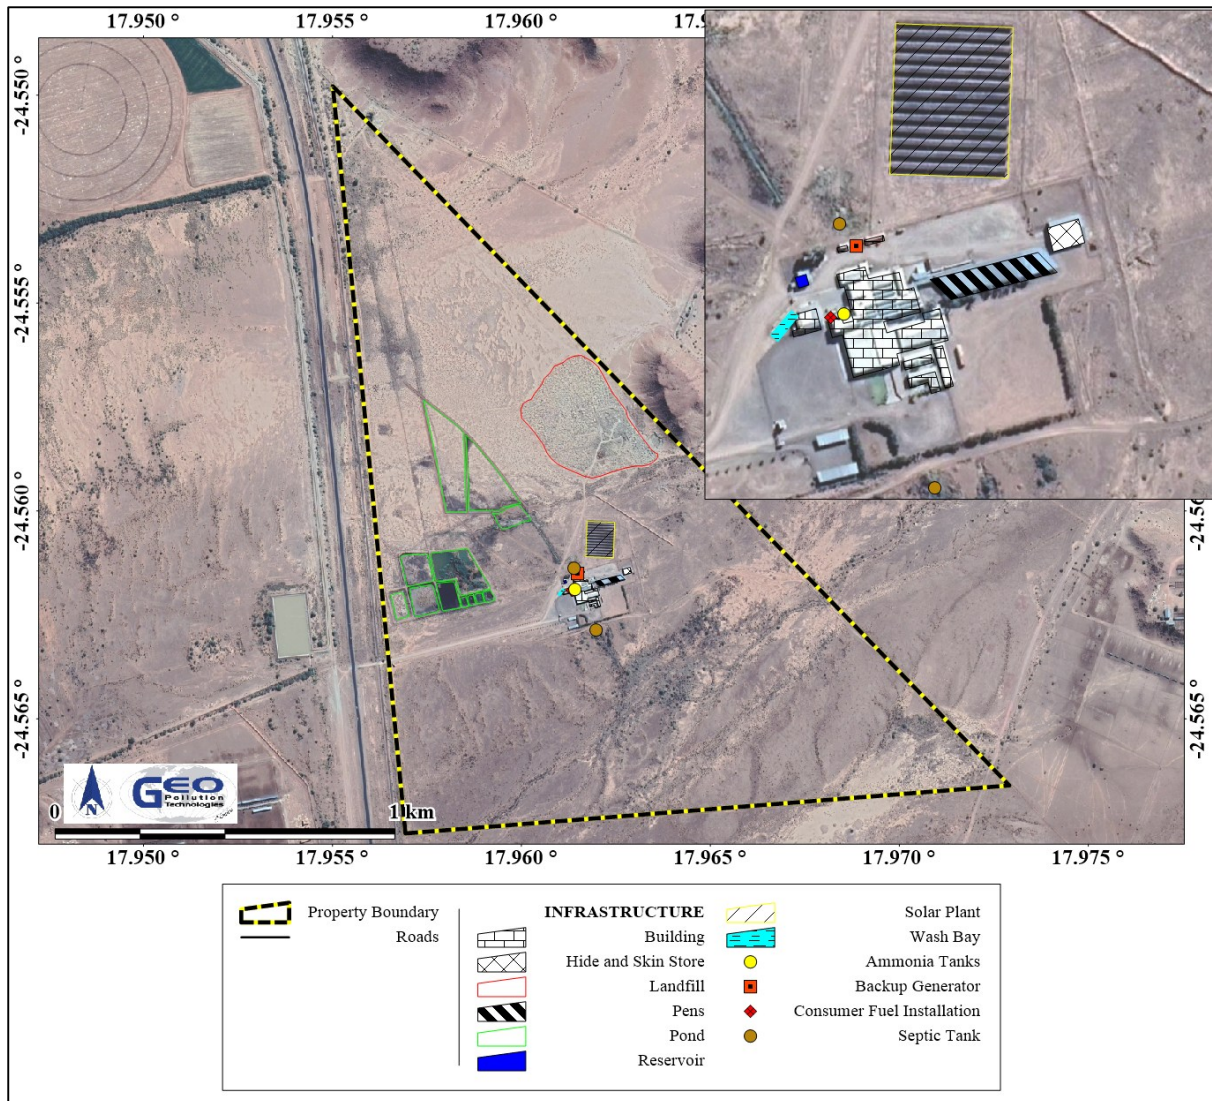 17.950 °
17.955 °
17.960 °
-24.550 °
-24.555 °
-24.560 °
-24.565 °
-24.565 °
GEO
Pollution
Technologies
N
0
1 km
17.950 °
17.955 °
17.960 °
17.965 °
17.970 °
17.975 °
Property Boundary
Roads
INFRASTRUCTURE
Building
Hide and Skin Store
Landfill
Pens
Pond
Reservoir
Solar Plant
Wash Bay
Ammonia Tanks
Backup Generator
Consumer Fuel Installation
Septic Tank